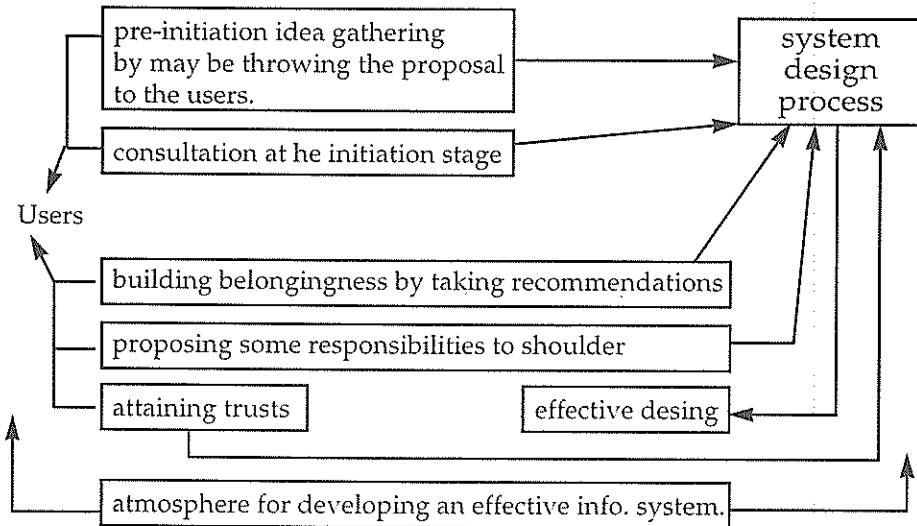 pre-initiation idea gathering
by may be throwing the proposal
to the users.
system
design
process
consultation at he initiation stage
Users
building belongingness by taking recommendations
proposing some responsibilities to shoulder
attaining trusts
effective desing
atmosphere for developing an effective info. system.